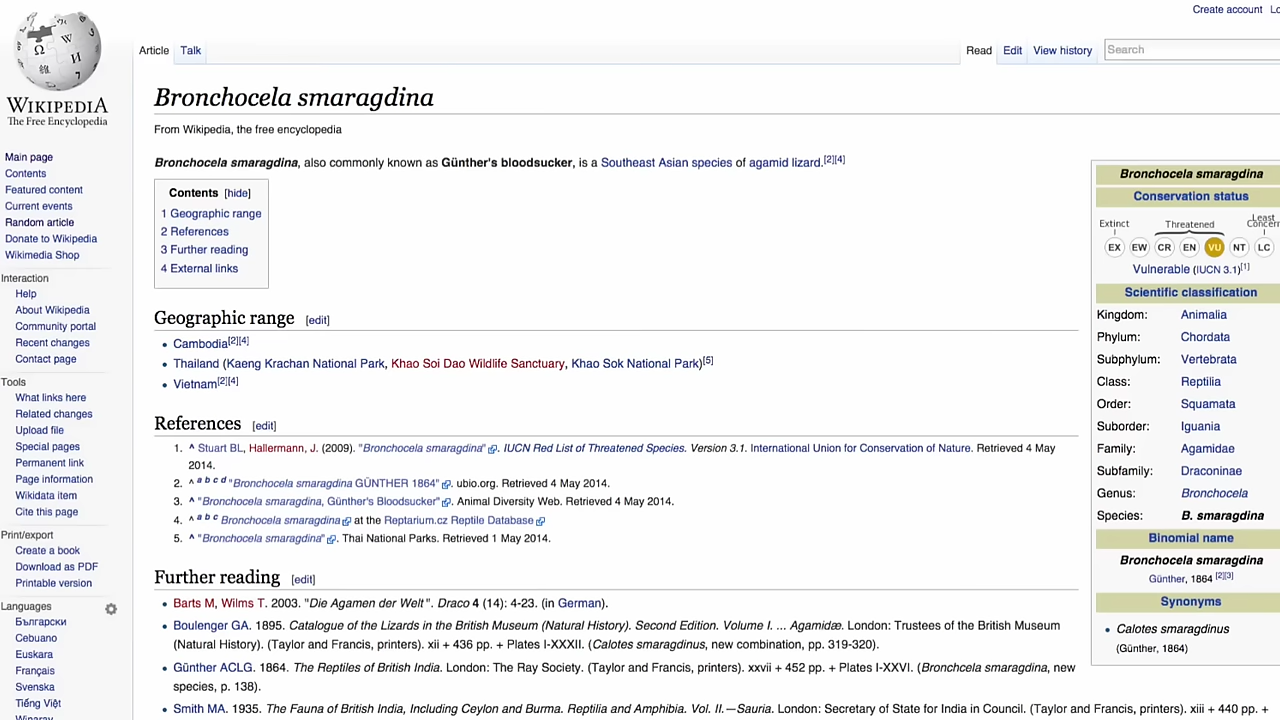 Create account
WIKIPEDIA
The Free Encyclopedia
Main page
Contents
Featured content
Current events
Random article
Donate to Wikipedia
Wikimedia Shop
Interaction
Help
About Wikipedia
Community portal
Recent changes
Contact page
Tools
What links here
Related changes
Upload file
Special pages
Permanent link
Page information
Wikidata item
Cite this page
Print/export
Create a book
Download as PDF
Printable version
Languages
Български
Cebuano
Euskara
Français
Svenska
Tiếng Việt
Winaray
Article Talk
Read Edit View history Search
Bronchocela smaragdina
From Wikipedia, the free encyclopedia
Bronchocela smaragdina, also commonly known as Günther's bloodsucker, is a Southeast Asian species of agamid lizard.[2][4]
Contents [hide]
1 Geographic range
2 References
3 Further reading
4 External links
Geographic range [edit]
• Cambodia[2][4]
• Thailand (Kaeng Krachan National Park, Khao Soi Dao Wildlife Sanctuary, Khao Sok National Park)[5]
• Vietnam[2][4]
References [edit]
1. ^ Stuart BL, Hallermann, J. (2009). "Bronchocela smaragdina". IUCN Red List of Threatened Species. Version 3.1. International Union for Conservation of Nature. Retrieved 4 May
2014.
2. ^ a b c d "Bronchocela smaragdina GÜNTHER 1864". ubio.org. Retrieved 4 May 2014.
3. ^ "Bronchocela smaragdina, Günther's Bloodsucker". Animal Diversity Web. Retrieved 4 May 2014.
4. ^ a b c Bronchocela smaragdina at the Reptarium.cz Reptile Database
5. ^ "Bronchocela smaragdina". Thai National Parks. Retrieved 1 May 2014.
Further reading [edit]
• Barts M, Wilms T. 2003. "Die Agamen der Welt". Draco 4 (14): 4-23. (in German).
• Boulenger GA. 1895. Catalogue of the Lizards in the British Museum (Natural History). Second Edition. Volume I. ... Agamidæ. London: Trustees of the British Museum
(Natural History). (Taylor and Francis, printers). xii + 436 pp. + Plates I-XXXII. (Calotes smaragdinus, new combination, pp. 319-320).
• Günther ACLG. 1864. The Reptiles of British India. London: The Ray Society. (Taylor and Francis, printers). xxvii + 452 pp. + Plates I-XXVI. (Bronchcela smaragdina, new
species, p. 138).
• Smith MA. 1935. The Fauna of British India, Including Ceylon and Burma. Reptilia and Amphibia. Vol. II.—Sauria. London: Secretary of State for India in Council. (Taylor and Francis, printers). xiii + 440 pp. +
Bronchocela smaragdina
Conservation status
Extinct Threatened Least Concern
EX EW CR EN VU NT LC
Vulnerable (IUCN 3.1)[1]
Scientific classification
Kingdom: Animalia
Phylum: Chordata
Subphylum: Vertebrata
Class: Reptilia
Order: Squamata
Suborder: Iguania
Family: Agamidae
Subfamily: Draconinae
Genus: Bronchocela
Species: B. smaragdina
Binomial name
Bronchocela smaragdina
Günther, 1864 [2][3]
Synonyms
• Calotes smaragdinus
(Günther, 1864)